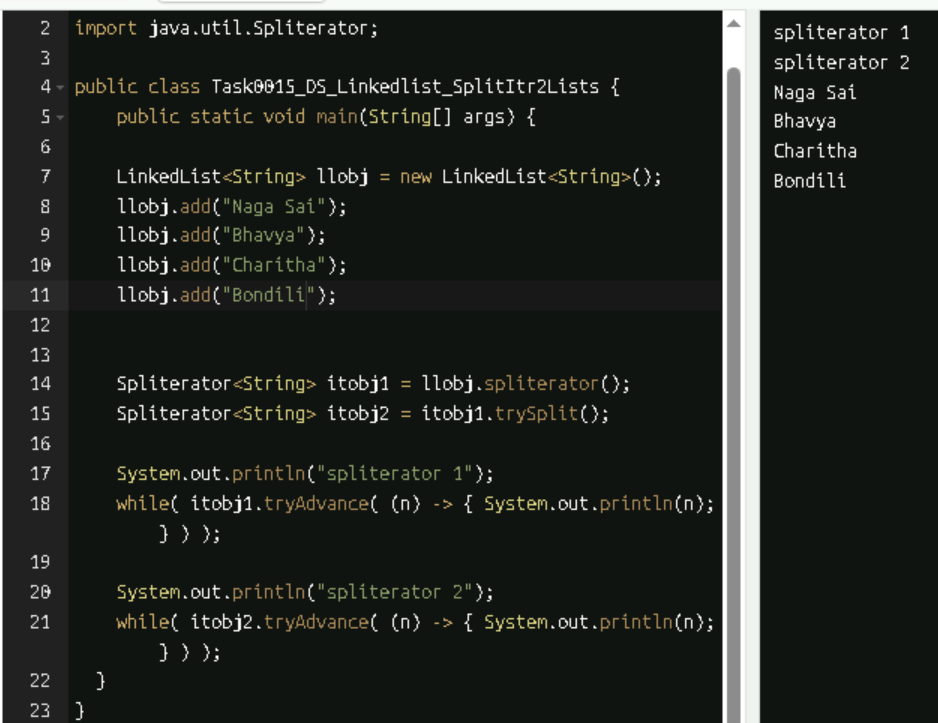 2 import java.util.Spliterator;
3
4 public class Task0015_DS_Linkedlist_SplitItr2Lists {
5 public static void main(String[] args) {
6
7 LinkedList<String> llobj = new LinkedList<String>();
8 llobj.add("Naga Sai");
9 llobj.add("Bhavya");
10 llobj.add("Charitha");
11 llobj.add("Bondili");
12
13
14 Spliterator<String> itobj1 = llobj.spliterator();
15 Spliterator<String> itobj2 = itobj1.trySplit();
16
17 System.out.println("spliterator 1");
18 while( itobj1.tryAdvance( (n) -> { System.out.println(n);
} ) );
19
20 System.out.println("spliterator 2");
21 while( itobj2.tryAdvance( (n) -> { System.out.println(n);
} ) );
22 }
23 }
spliterator 1
spliterator 2
Naga Sai
Bhavya
Charitha
Bondili